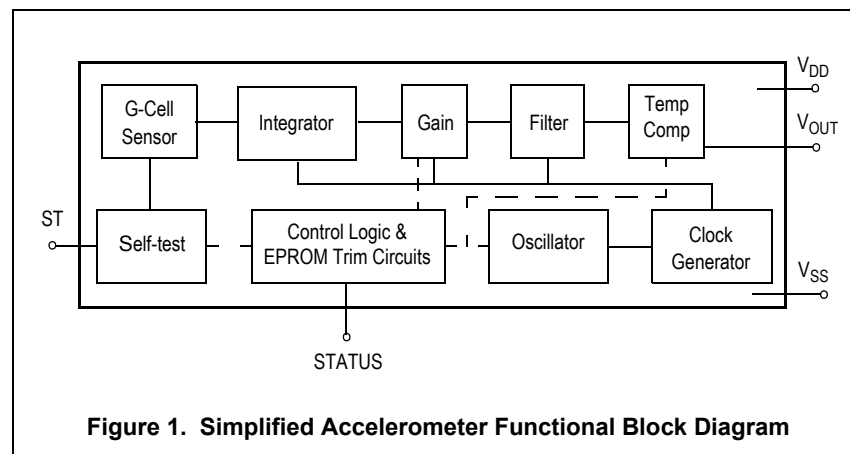 G-Cell
Sensor
Integrator
Gain
Filter
Temp
Comp
V_DD
V_OUT
ST
Self-test
Control Logic &
EPROM Trim Circuits
Oscillator
Clock
Generator
V_SS
STATUS
Figure 1. Simplified Accelerometer Functional Block Diagram